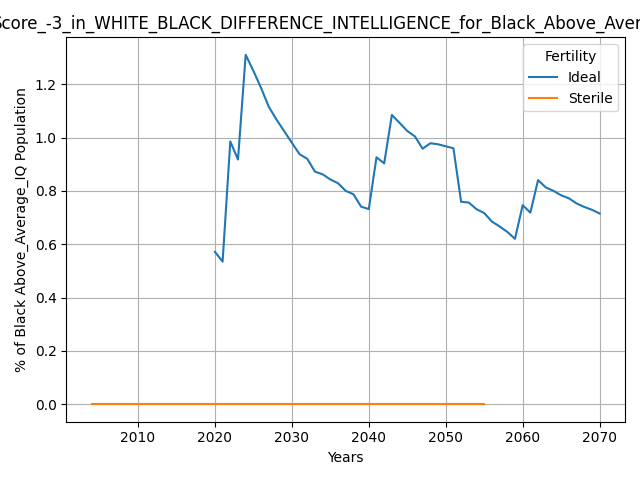 Score_-3_in_WHITE_BLACK_DIFFERENCE_INTELLIGENCE_for_Black_Above_Aver
Fertility
Ideal
Sterile
% of Black Above_Average_IQ Population
1.2
1.0
0.8
0.6
0.4
0.2
0.0
2010 2020 2030 2040 2050 2060 2070
Years